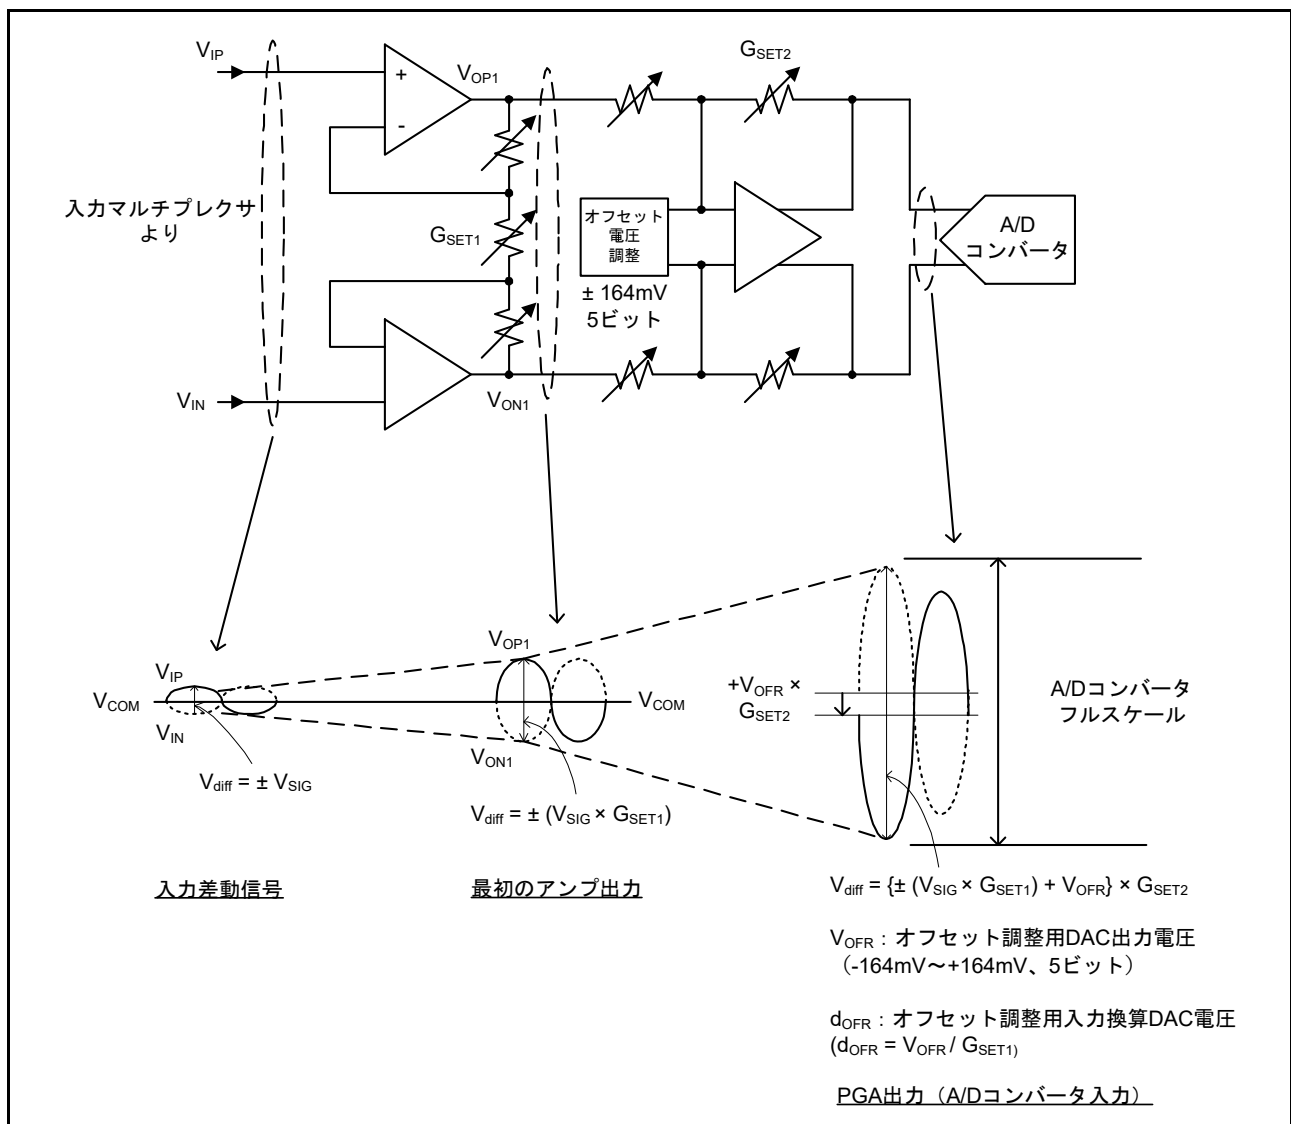 V_IP
+
-
V_OP1
G_SET2
入力マルチプレクサ
より
G_SET1
オフセット
電圧
調整
± 164mV
5ビット
A/D
コンバータ
V_IN
V_ON1
V_IP
V_COM
V_IN
V_diff = ± V_SIG
V_OP1
V_COM
V_ON1
V_diff = ± (V_SIG × G_SET1)
+V_OFR ×
G_SET2
A/Dコンバータ
フルスケール
入力差動信号
最初のアンプ出力
V_diff = {± (V_SIG × G_SET1) + V_OFR} × G_SET2
V_OFR：オフセット調整用DAC出力電圧
（-164mV～+164mV、5ビット）
d_OFR：オフセット調整用入力換算DAC電圧
(d_OFR = V_OFR / G_SET1)
PGA出力（A/Dコンバータ入力）